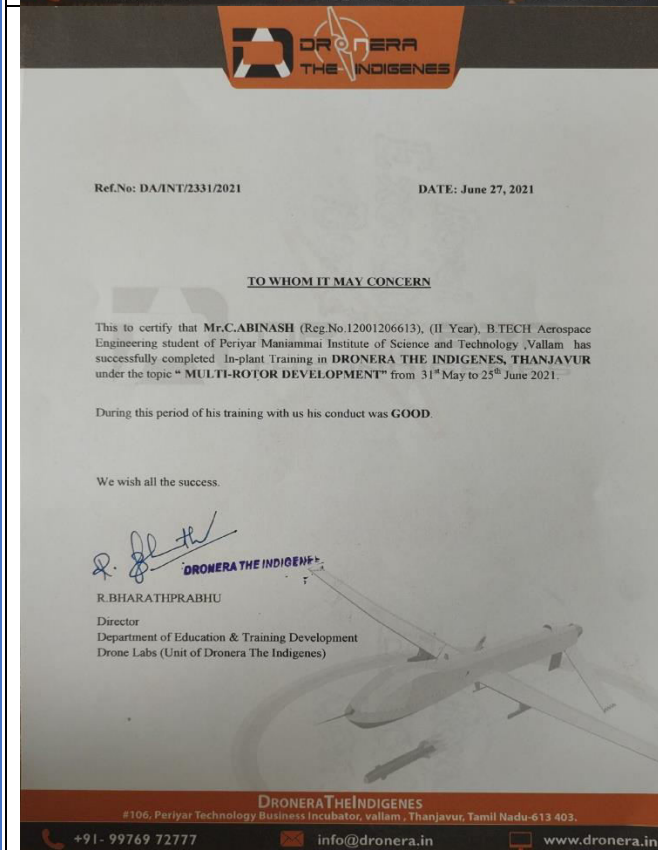 DRONERA
THE INDIGENES
Ref.No: DA/INT/2331/2021 DATE: June 27, 2021
TO WHOM IT MAY CONCERN
This to certify that Mr.C.ABINASH (Reg.No.12001206613), (II Year), B.TECH Aerospace
Engineering student of Periyar Maniammai Institute of Science and Technology ,Vallam has
successfully completed In-plant Training in DRONERA THE INDIGENES, THANJAVUR
under the topic “ MULTI-ROTOR DEVELOPMENT” from 31st May to 25th June 2021.
During this period of his training with us his conduct was GOOD.
We wish all the success.
DRONERA THE INDIGENES
R.BHARATHPRABHU
Director
Department of Education & Training Development
Drone Labs (Unit of Dronera The Indigenes)
DRONERATHEINDIGENES
#106, Periyar Technology Business Incubator, vallam , Thanjavur, Tamil Nadu-613 403.
+91- 99769 72777 info@dronera.in www.dronera.in